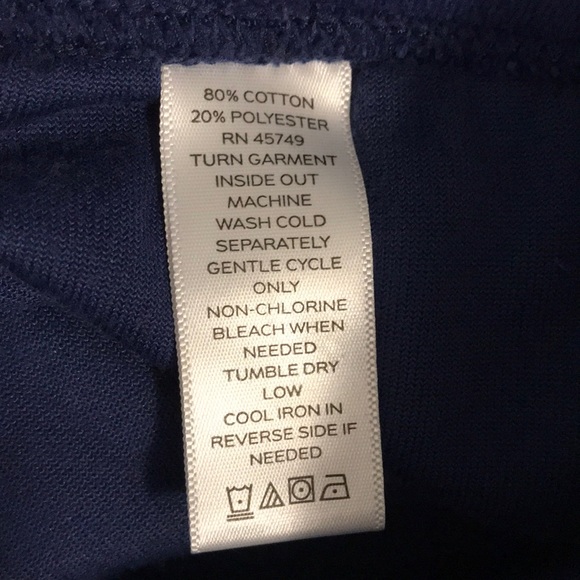 80% COTTON
20% POLYESTER
RN 45749
TURN GARMENT
INSIDE OUT
MACHINE
WASH COLD
SEPARATELY
GENTLE CYCLE
ONLY
NON-CHLORINE
BLEACH WHEN
NEEDED
TUMBLE DRY
LOW
COOL IRON IN
REVERSE SIDE IF
NEEDED